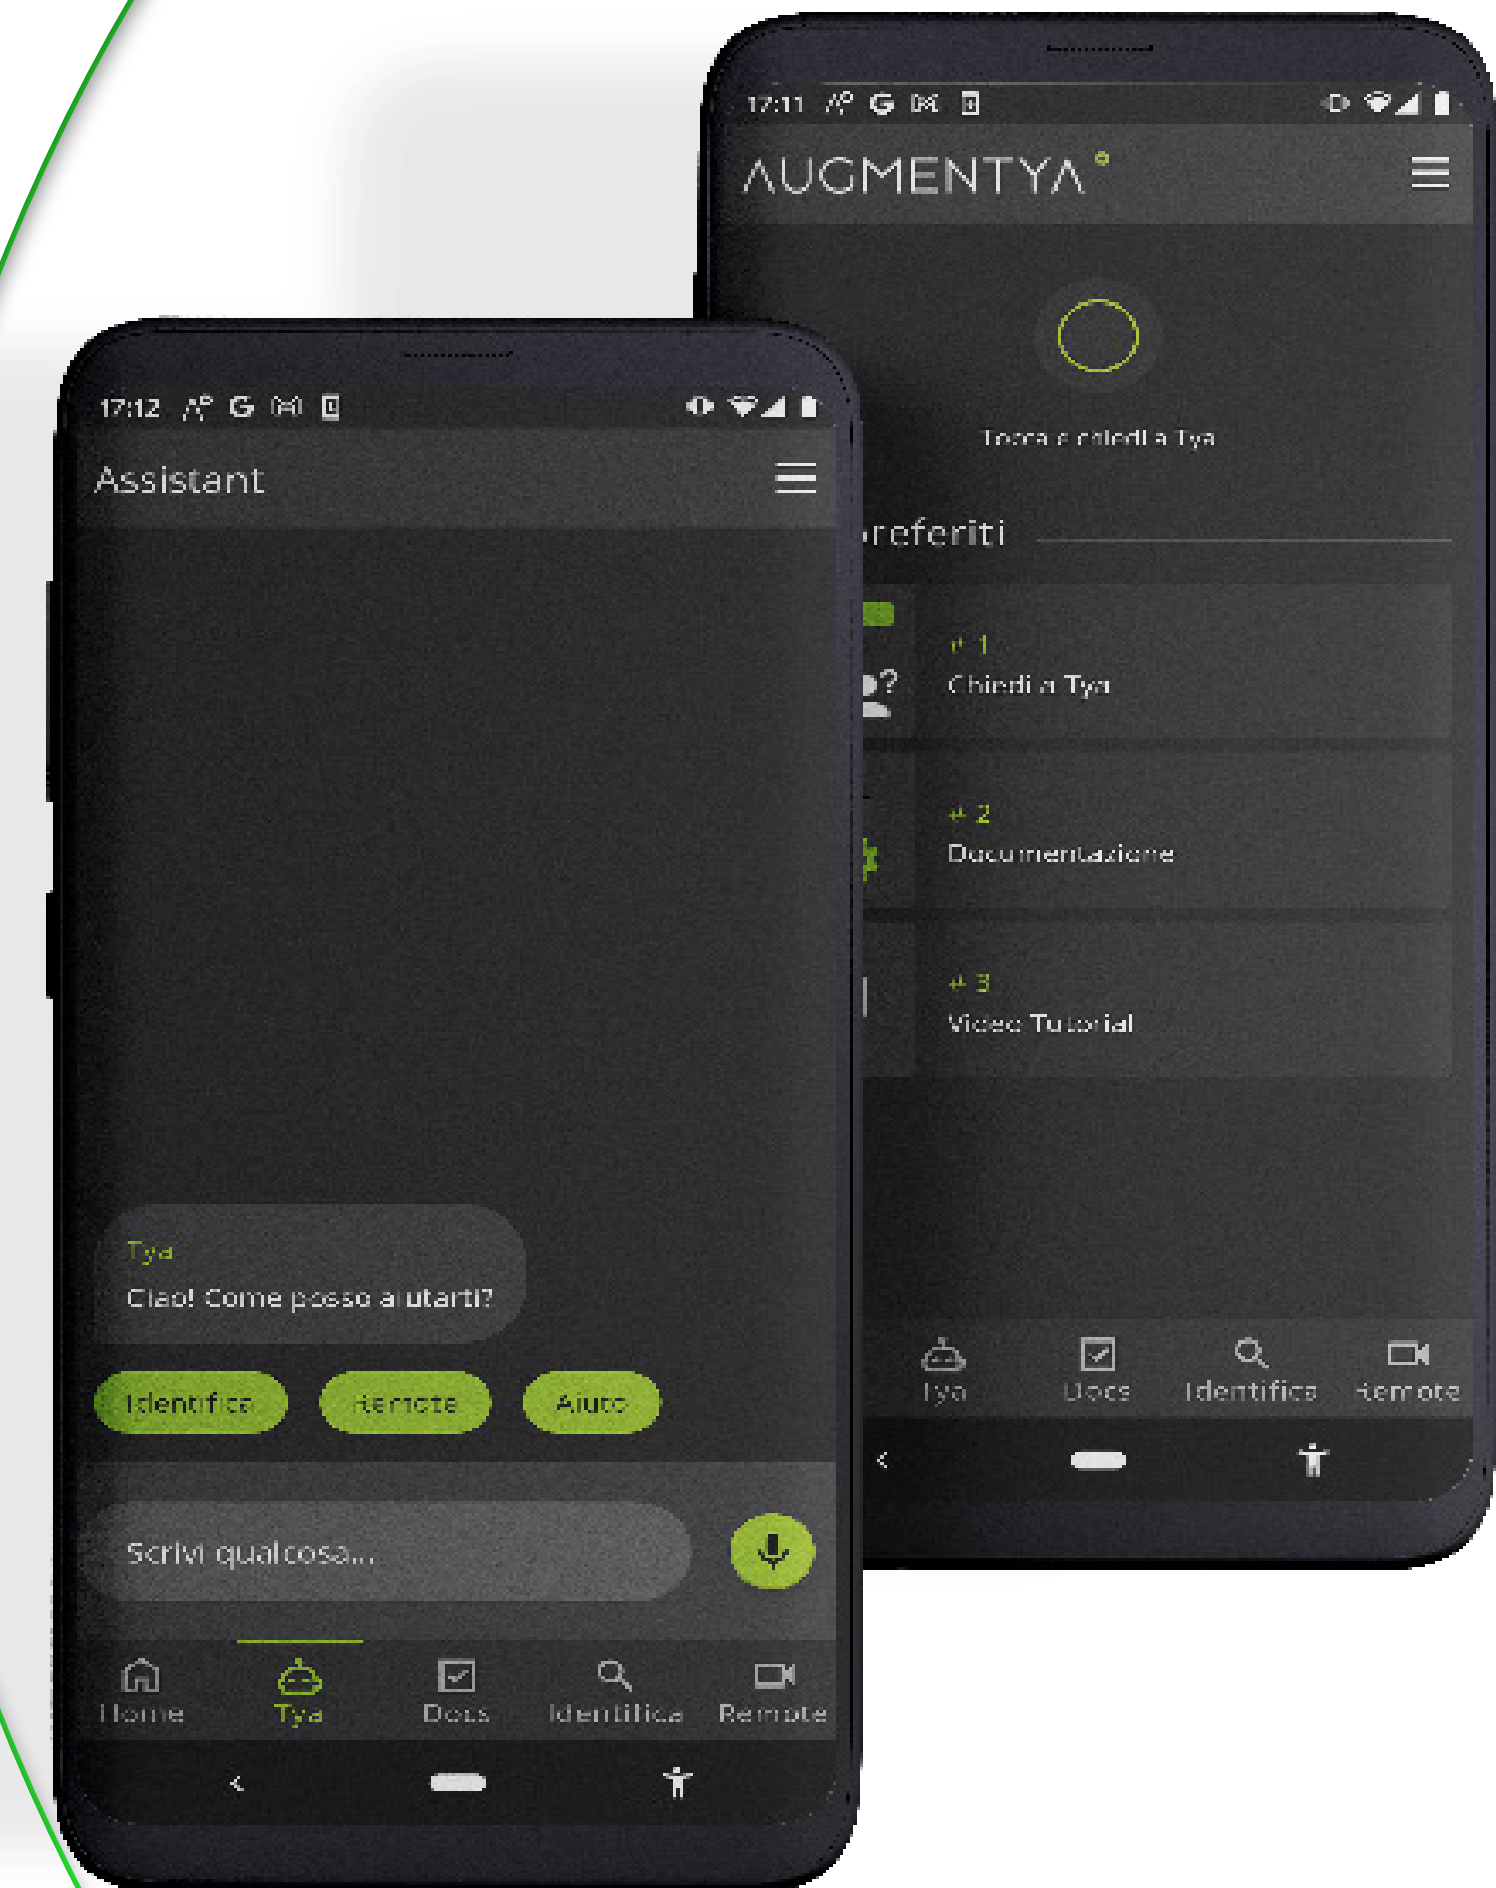 17:11
AUGMENTYA
Tocca e chiedi a Tya
referiti
# 1
Chiedi a Tya
# 2
Documentazione
# 3
Video Tutorial
Tya Docs Identifica Remote
17:12
Assistant
Tya
Ciao! Come posso aiutarti?
Identifica Remote Aiuto
Scrivi qualcosa...
Home Tya Docs Identifica Remote